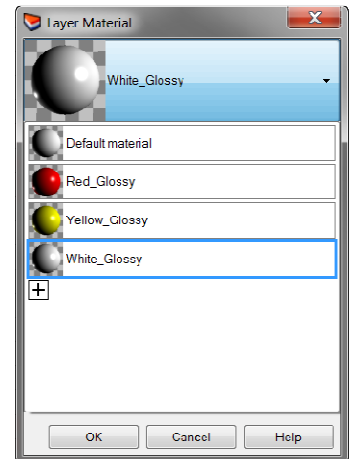 Layer Material
White_Glossy
Default material
Red_Glossy
Yellow_Glossy
White_Glossy
OK Cancel Help